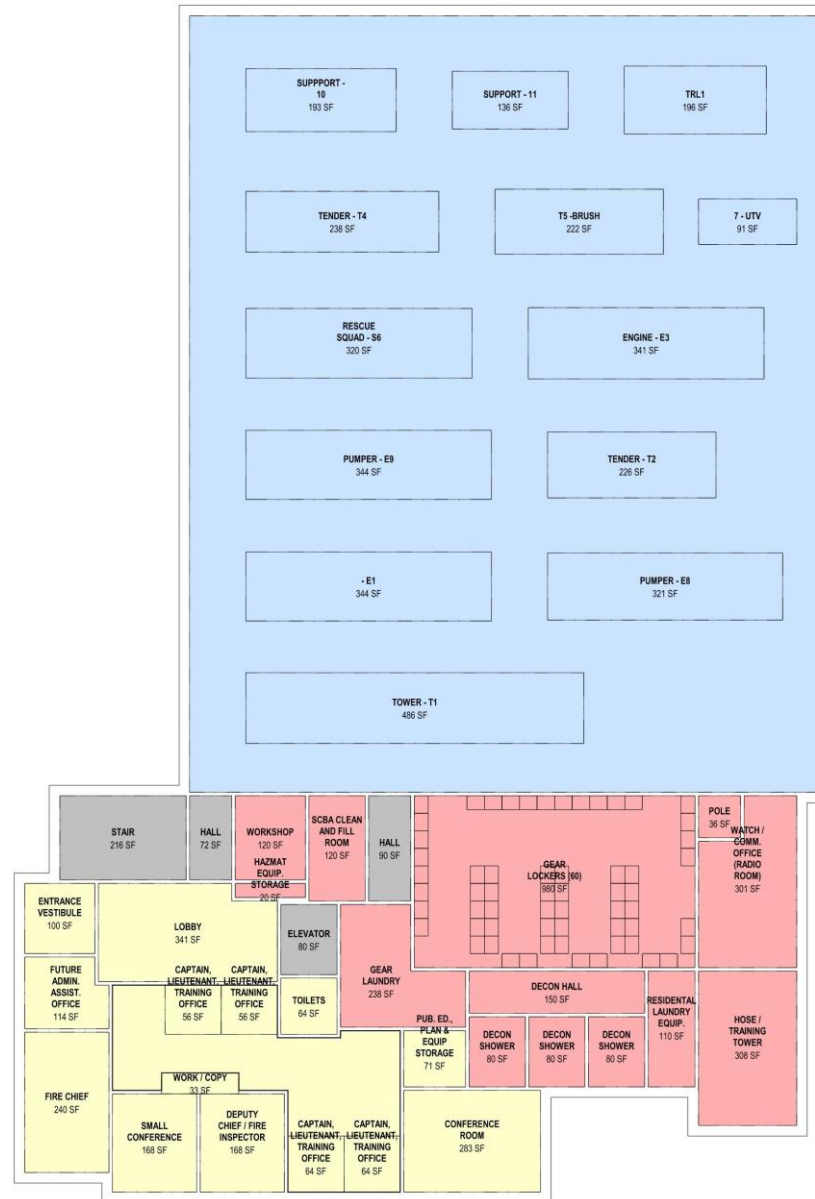 SUPPPORT -
10
193 SF
SUPPORT - 11
136 SF
TRL1
196 SF
TENDER - T4
238 SF
T5 -BRUSH
222 SF
7 - UTV
91 SF
RESCUE
SQUAD - S6
320 SF
ENGINE - E3
341 SF
PUMPER - E9
344 SF
TENDER - T2
226 SF
- E1
344 SF
PUMPER - E8
321 SF
TOWER - T1
486 SF
STAIR
216 SF
HALL
72 SF
WORKSHOP
120 SF
HAZMAT
EQUIP.
STORAGE
20 SF
SCBA CLEAN
AND FILL
ROOM
120 SF
HALL
90 SF
GEAR
LOCKERS (60)
980 SF
POLE
36 SF
WATCH /
COMM.
OFFICE
(RADIO
ROOM)
301 SF
ENTRANCE
VESTIBULE
100 SF
LOBBY
341 SF
ELEVATOR
80 SF
GEAR
LAUNDRY
238 SF
FUTURE
ADMIN.
ASSIST.
OFFICE
114 SF
CAPTAIN,
LIEUTENANT,
TRAINING
OFFICE
56 SF
CAPTAIN,
LIEUTENANT,
TRAINING
OFFICE
56 SF
TOILETS
64 SF
PUB. ED.,
PLAN &
EQUIP
STORAGE
71 SF
DECON HALL
150 SF
DECON
SHOWER
80 SF
DECON
SHOWER
80 SF
DECON
SHOWER
80 SF
RESIDENTAL
LAUNDRY
EQUIP.
110 SF
HOSE /
TRAINING
TOWER
308 SF
FIRE CHIEF
240 SF
WORK / COPY
33 SF
SMALL
CONFERENCE
168 SF
DEPUTY
CHIEF / FIRE
INSPECTOR
168 SF
CAPTAIN,
LIEUTENANT,
TRAINING
OFFICE
64 SF
CAPTAIN,
LIEUTENANT,
TRAINING
OFFICE
64 SF
CONFERENCE
ROOM
283 SF